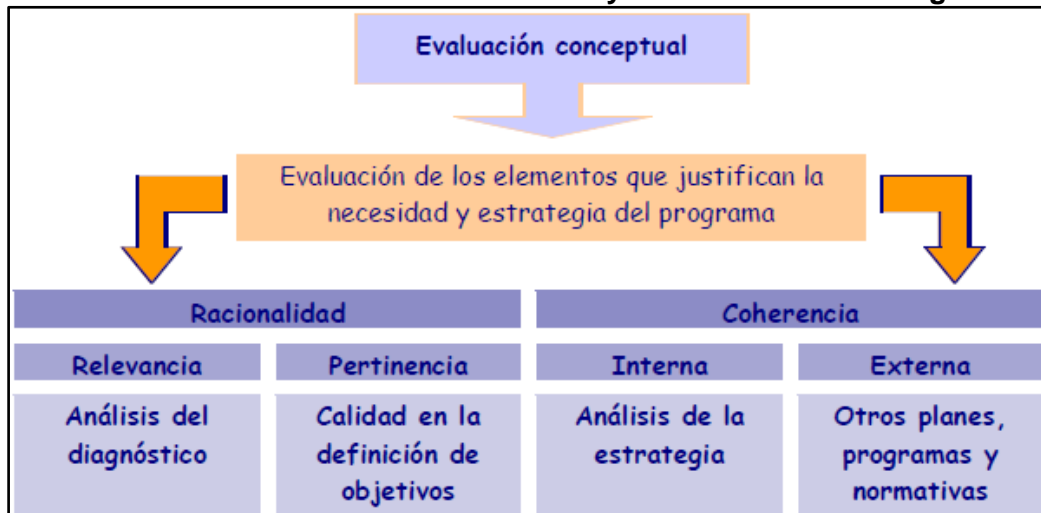 Evaluación conceptual
Evaluación de los elementos que justifican la
necesidad y estrategia del programa
Racionalidad
Coherencia
Relevancia
Pertinencia
Interna
Externa
Análisis del
diagnóstico
Calidad en la
definición de
objetivos
Análisis de la
estrategia
Otros planes,
programas y
normativas